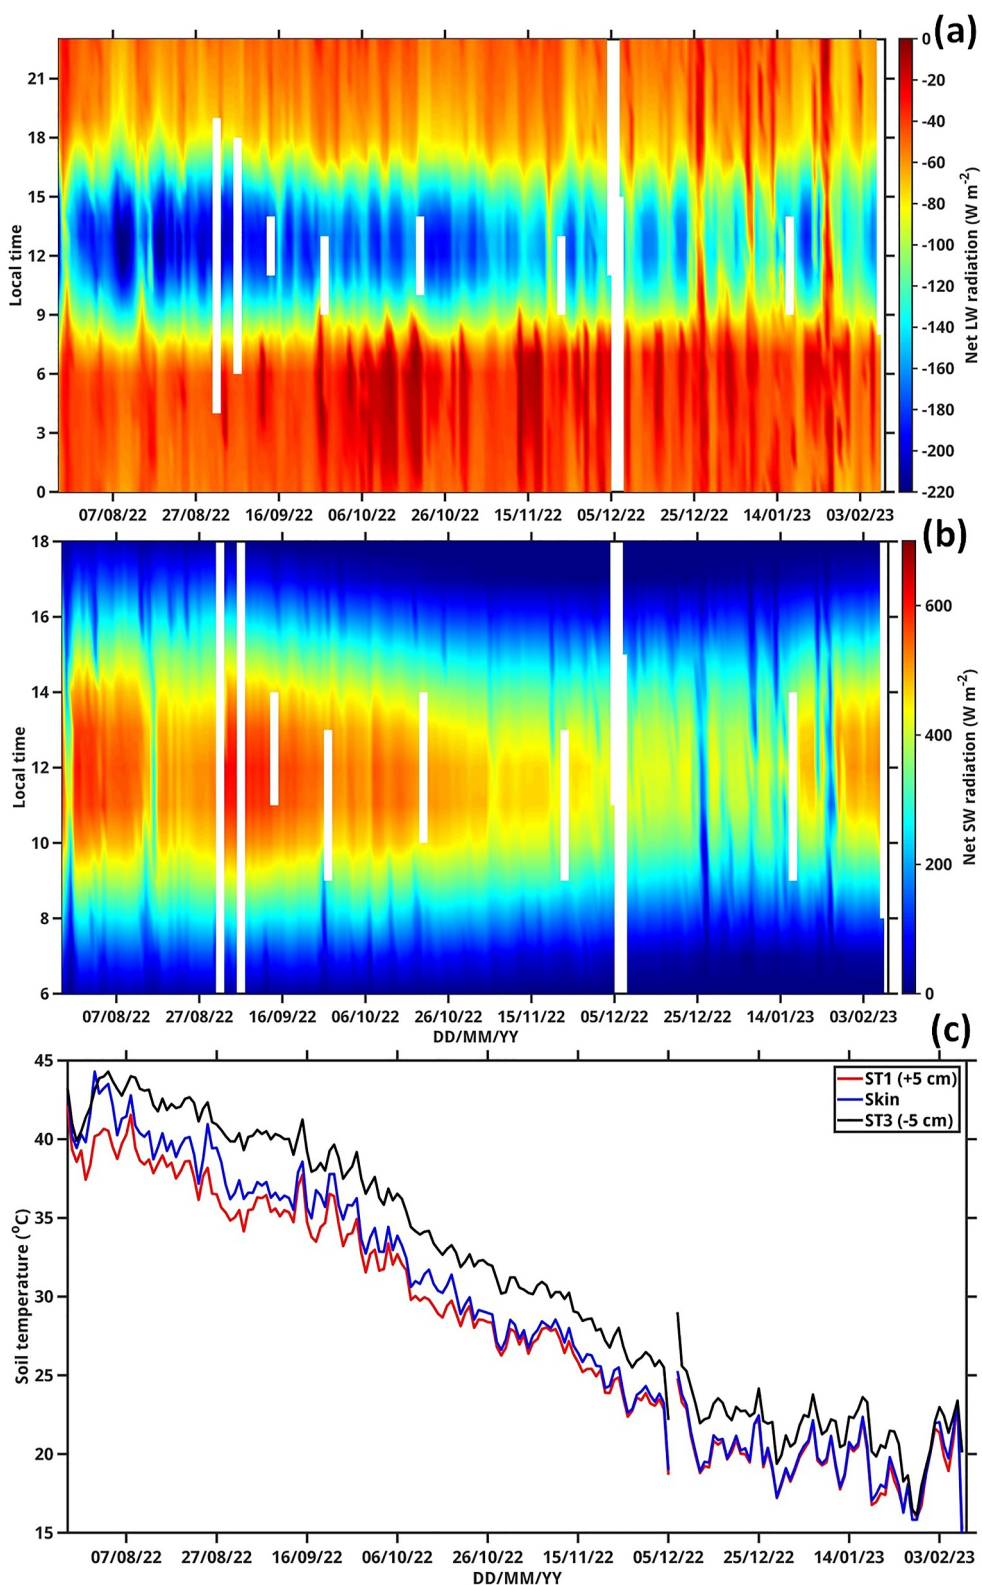 (a)
21
18
15
12
9
6
3
0
Local time
07/08/22 27/08/22 16/09/22 06/10/22 26/10/22 15/11/22 05/12/22 25/12/22 14/01/23 03/02/23
0
-20
-40
-60
-80
-100
-120
-140
-160
-180
-200
-220
Net LW radiation (W m-2)
(b)
18
16
14
12
10
8
6
Local time
07/08/22 27/08/22 16/09/22 06/10/22 26/10/22 15/11/22 05/12/22 25/12/22 14/01/23 03/02/23
DD/MM/YY
600
400
200
0
Net SW radiation (W m-2)
(c)
45
40
35
30
25
20
15
Soil temperature (oC)
ST1 (+5 cm)
Skin
ST3 (-5 cm)
07/08/22 27/08/22 16/09/22 06/10/22 26/10/22 15/11/22 05/12/22 25/12/22 14/01/23 03/02/23
DD/MM/YY